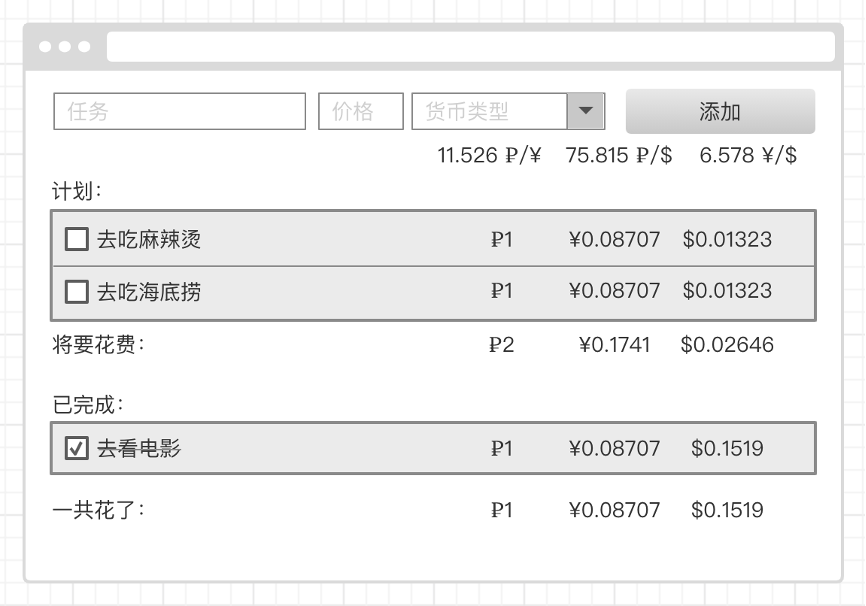 任务 价格 货币类型 添加
11.526 ₽/¥ 75.815 ₽/$ 6.578 ¥/$
计划:
去吃麻辣烫 ₽1 ¥0.08707 $0.01323
去吃海底捞 ₽1 ¥0.08707 $0.01323
将要花费: ₽2 ¥0.1741 $0.02646
已完成:
去看电影 ₽1 ¥0.08707 $0.1519
一共花了: ₽1 ¥0.08707 $0.1519